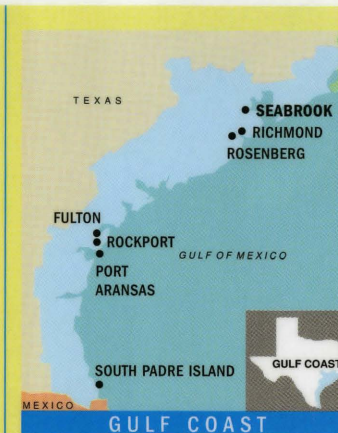 TEXAS
SEABROOK
RICHMOND
ROSENBERG
FULTON
ROCKPORT
GULF OF MEXICO
PORT
ARANSAS
GULF COAST
SOUTH PADRE ISLAND
MEXICO
GULF COAST